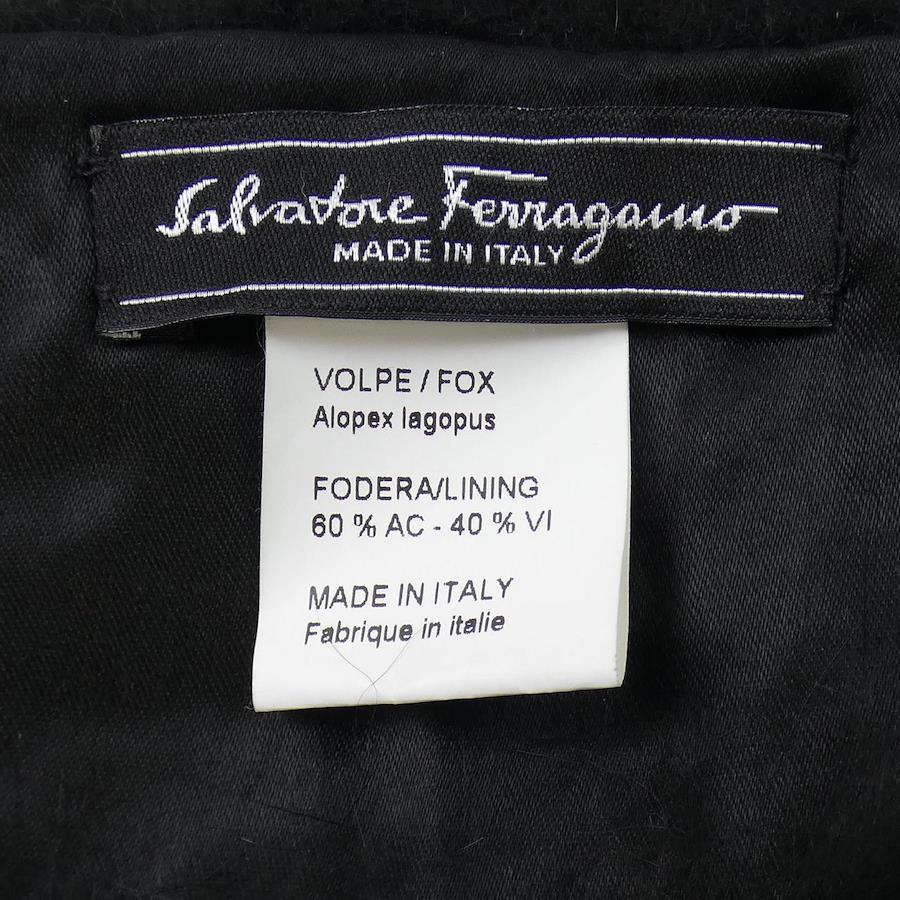 Salvatore Ferragamo
MADE IN ITALY
VOLPE / FOX
Alopex lagopus
FODERA/LINING
60 % AC - 40 % VI
MADE IN ITALY
Fabrique in italie